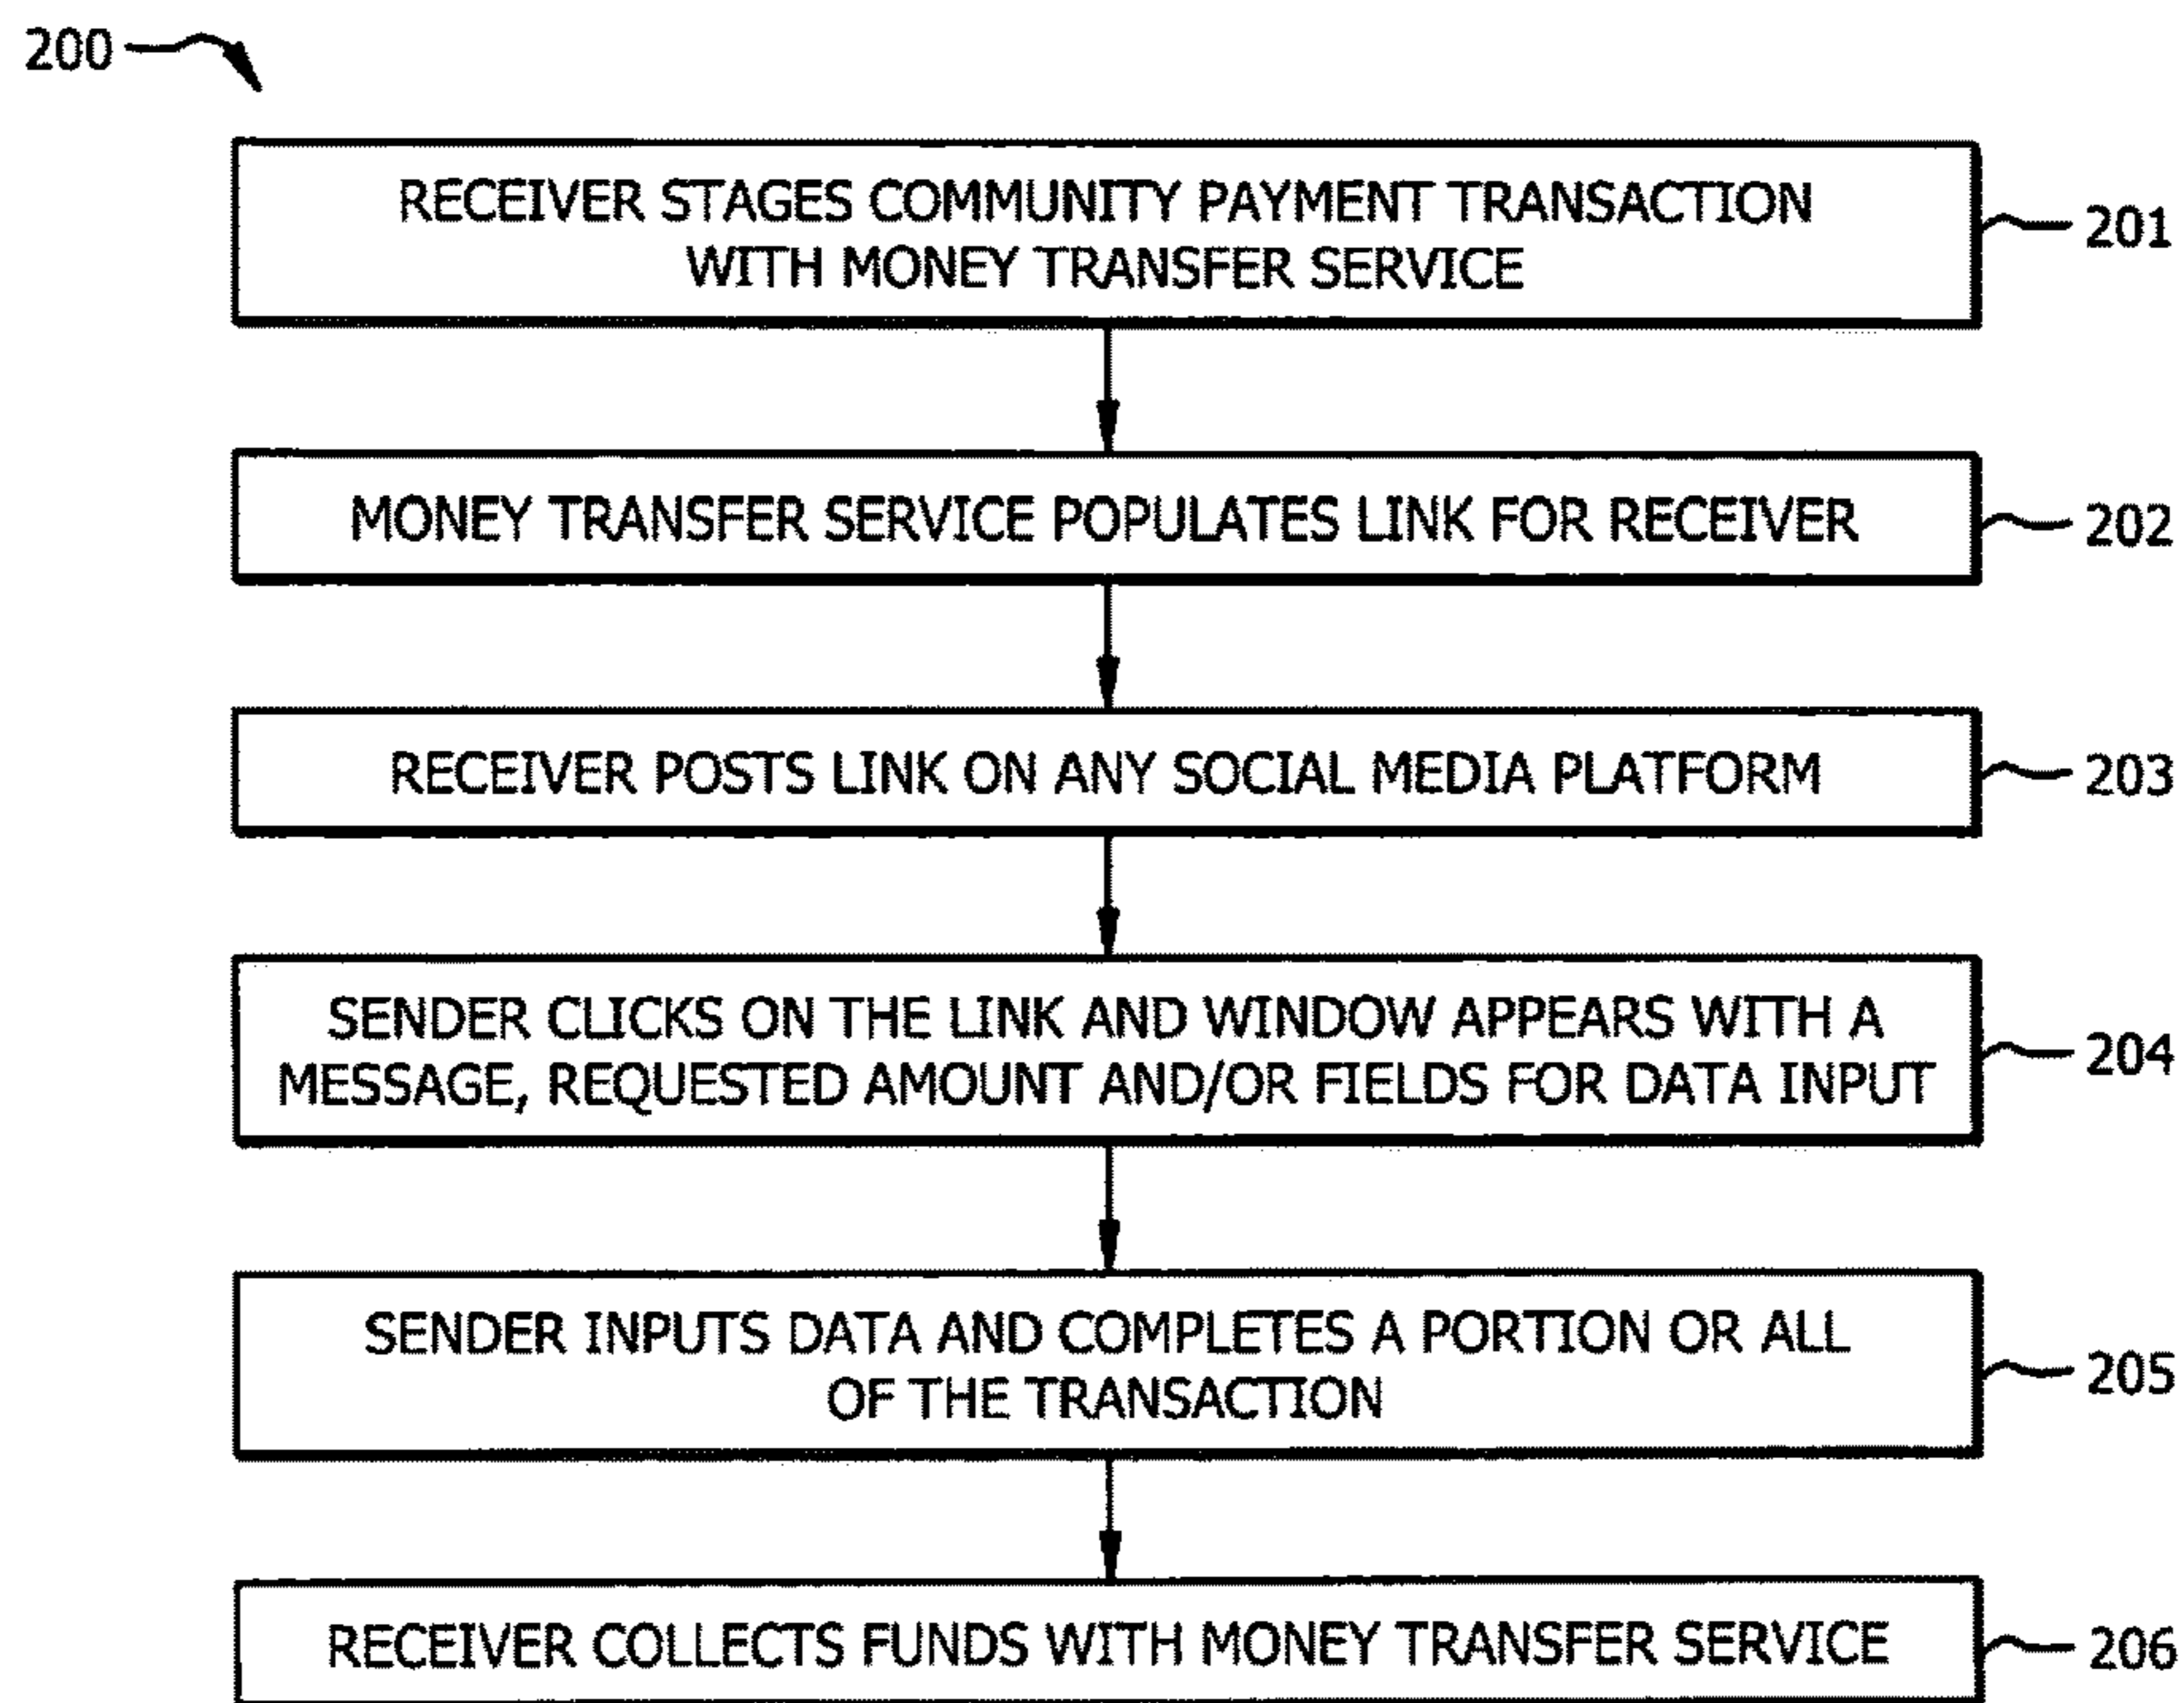 200
RECEIVER STAGES COMMUNITY PAYMENT TRANSACTION
WITH MONEY TRANSFER SERVICE
201
MONEY TRANSFER SERVICE POPULATES LINK FOR RECEIVER
202
RECEIVER POSTS LINK ON ANY SOCIAL MEDIA PLATFORM
203
SENDER CLICKS ON THE LINK AND WINDOW APPEARS WITH A
MESSAGE, REQUESTED AMOUNT AND/OR FIELDS FOR DATA INPUT
204
SENDER INPUTS DATA AND COMPLETES A PORTION OR ALL
OF THE TRANSACTION
205
RECEIVER COLLECTS FUNDS WITH MONEY TRANSFER SERVICE
206